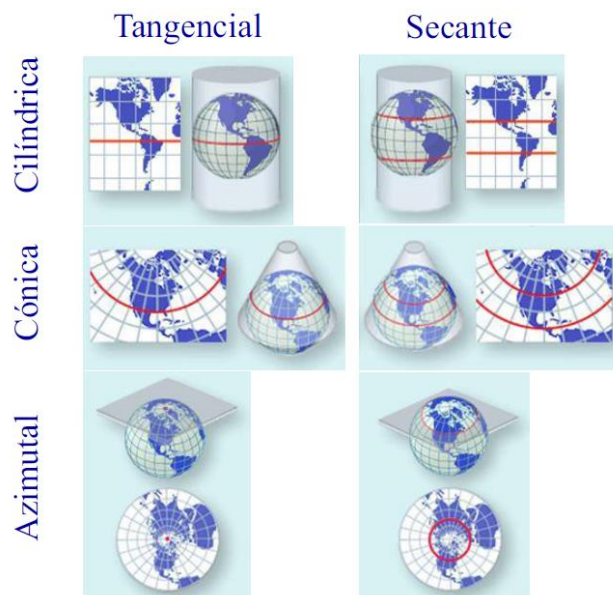 Tangencial
Secante
Cilíndrica
Cónica
Azimutal